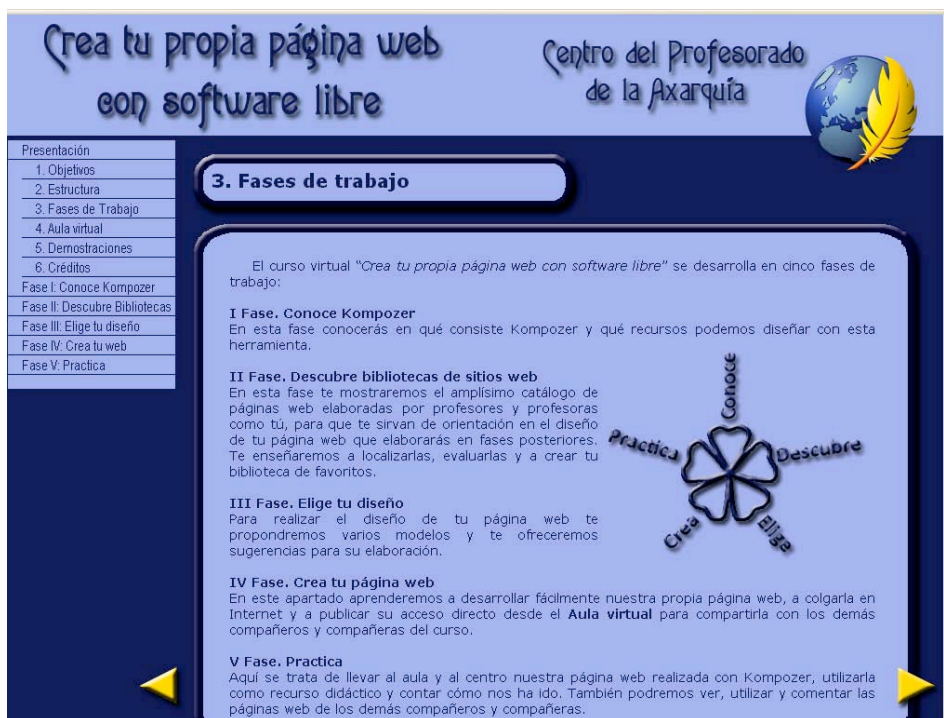 Crea tu propia página web
con software libre
Centro del Profesorado
de la Axarquía
Presentación
1. Objetivos
2. Estructura
3. Fases de Trabajo
4. Aula virtual
5. Demostraciones
6. Créditos
Fase I: Conoce Kompozer
Fase II: Descubre Bibliotecas
Fase III: Elige tu diseño
Fase IV: Crea tu web
Fase V: Practica
3. Fases de trabajo
El curso virtual "Crea tu propia página web con software libre" se desarrolla en cinco fases de
trabajo:
I Fase. Conoce Kompozer
En esta fase conocerás en qué consiste Kompozer y qué recursos podemos diseñar con esta
herramienta.
II Fase. Descubre bibliotecas de sitios web
En esta fase te mostraremos el amplísimo catálogo de
páginas web elaboradas por profesores y profesoras
como tú, para que te sirvan de orientación en el diseño
de tu página web que elaborarás en fases posteriores.
Te enseñaremos a localizarlas, evaluarlas y a crear tu
biblioteca de favoritos.
III Fase. Elige tu diseño
Para realizar el diseño de tu página web te
propondremos varios modelos y te ofreceremos
sugerencias para su elaboración.
Conoce
Descubre
Elige
Crea
Practica
IV Fase. Crea tu página web
En este apartado aprenderemos a desarrollar fácilmente nuestra propia página web, a colgarla en
Internet y a publicar su acceso directo desde el Aula virtual para compartirla con los demás
compañeros y compañeras del curso.
V Fase. Practica
Aquí se trata de llevar al aula y al centro nuestra página web realizada con Kompozer, utilizarla
como recurso didáctico y contar cómo nos ha ido. También podremos ver, utilizar y comentar las
páginas web de los demás compañeros y compañeras.